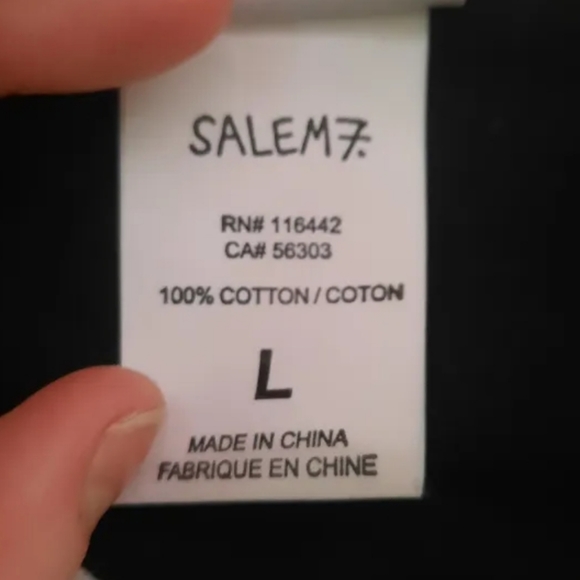 SALEM7.
RN# 116442
CA# 56303
100% COTTON / COTON
L
MADE IN CHINA
FABRIQUE EN CHINE